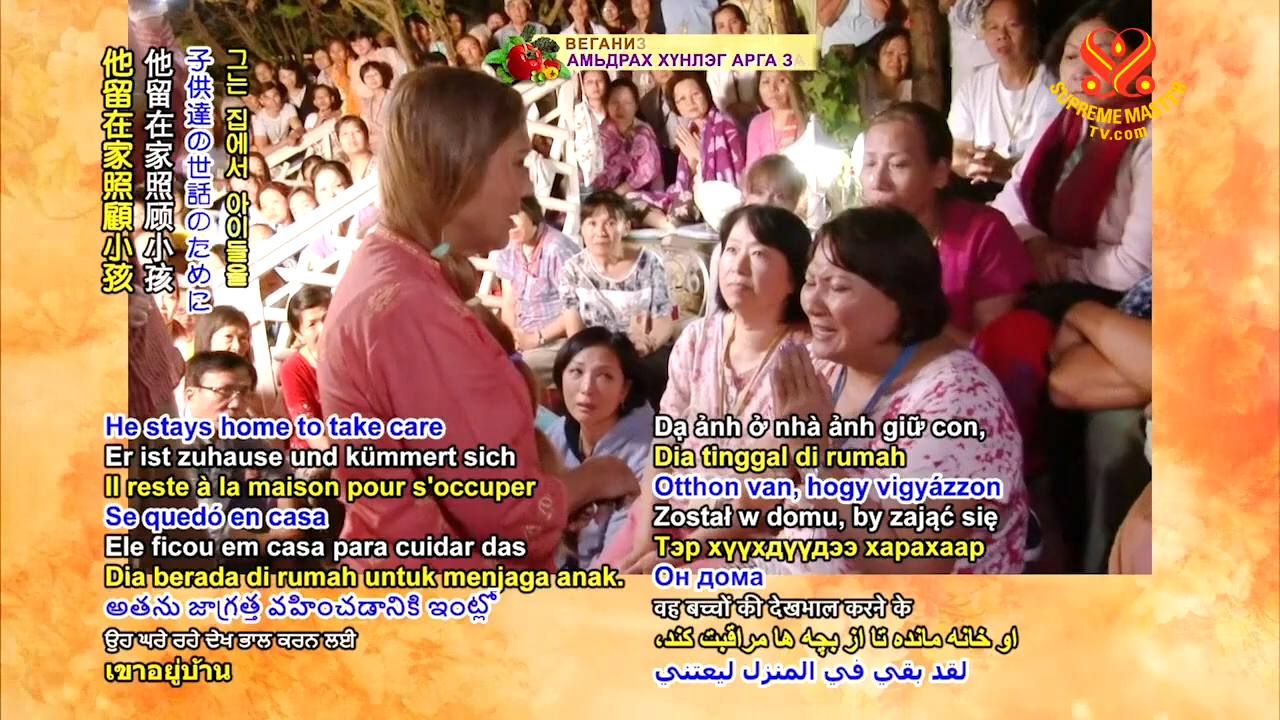 ВЕГАНИЗ
АМЬДРАХ ХҮНЛЭГ АРГА ЗА
SUPREME MASTER
TV.com
그는 집에서 아이들을
子供達の世話のために
他留在家照顾小孩
他留在家照顧小孩
He stays home to take care
Er ist zuhause und kümmert sich
Il reste à la maison pour s'occuper
Se quedó en casa
Ele ficou em casa para cuidar das
Dia berada di rumah untuk menjaga anak.
అతను జాగ్రత్త వహించడానికి ఇంట్లో
ਉਹ ਘਰੇ ਰਹੇ ਦੇਖ ਭਾਲ ਕਰਨ ਲਈ
เขาอยู่บ้าน
Dạ ảnh ở nhà ảnh giữ con,
Dia tinggal di rumah
Otthon van, hogy vigyázzon
Został w domu, by zająć się
Тэр хүүхдүүдээ харахаар
Он дома
वह बच्चों की देखभाल करने के
او خانه مانده تا از بچه ها مراقبت کند،
لقد بقي في المنزل ليعتني